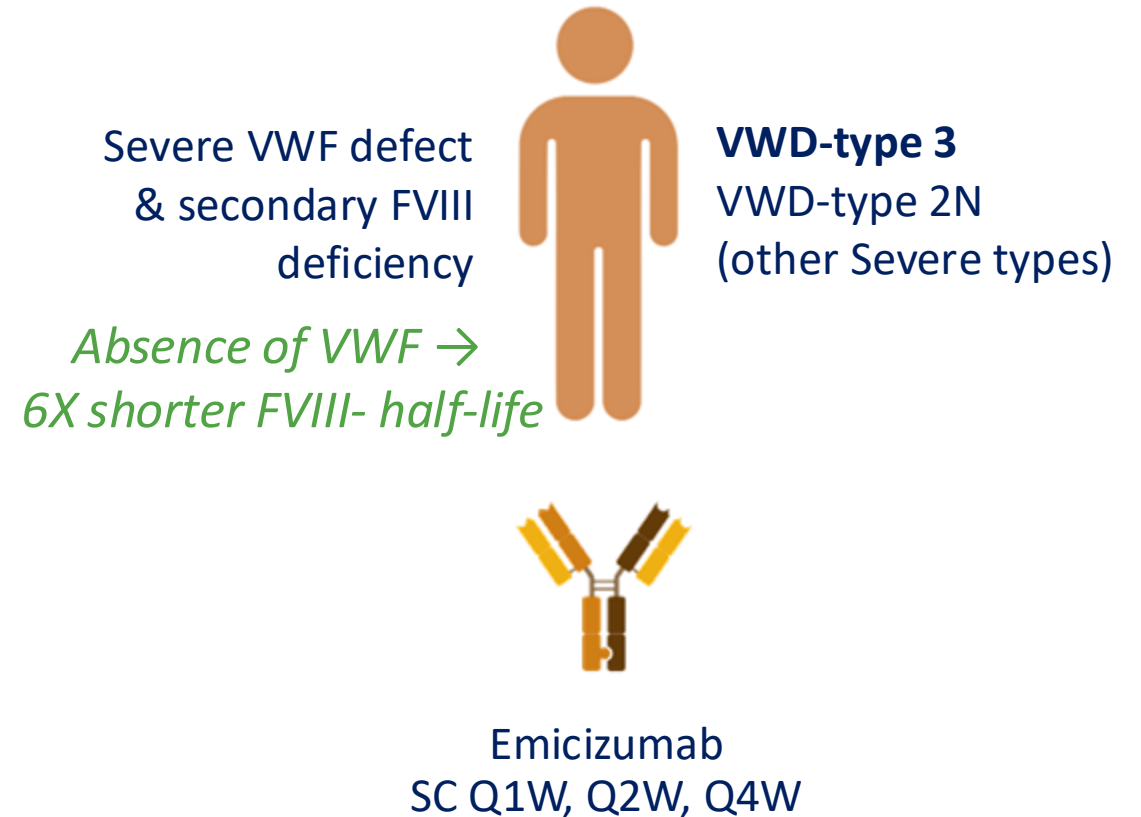 Severe VWF defect
& secondary FVIII
deficiency
Absence of VWF →
6X shorter FVIII- half-life
VWD-type 3
VWD-type 2N
(other Severe types)
Emicizumab
SC Q1W, Q2W, Q4W